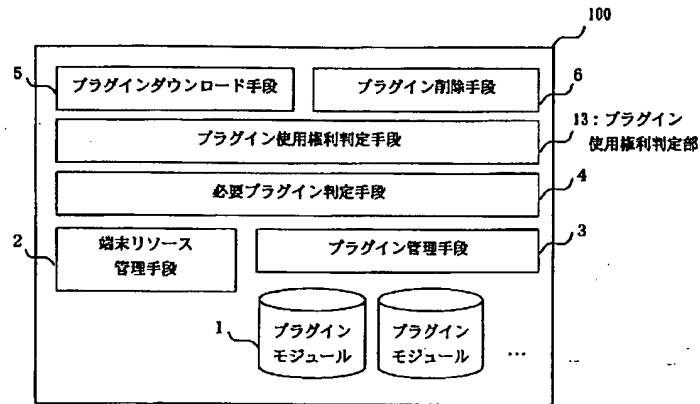 100
5
プラグインダウンロード手段
プラグイン削除手段
6
プラグイン使用権利判定手段
13：プラグイン
使用権利判定部
必要プラグイン判定手段
4
2
端末リソース
管理手段
プラグイン管理手段
3
1
プラグイン
モジュール
プラグイン
モジュール
…